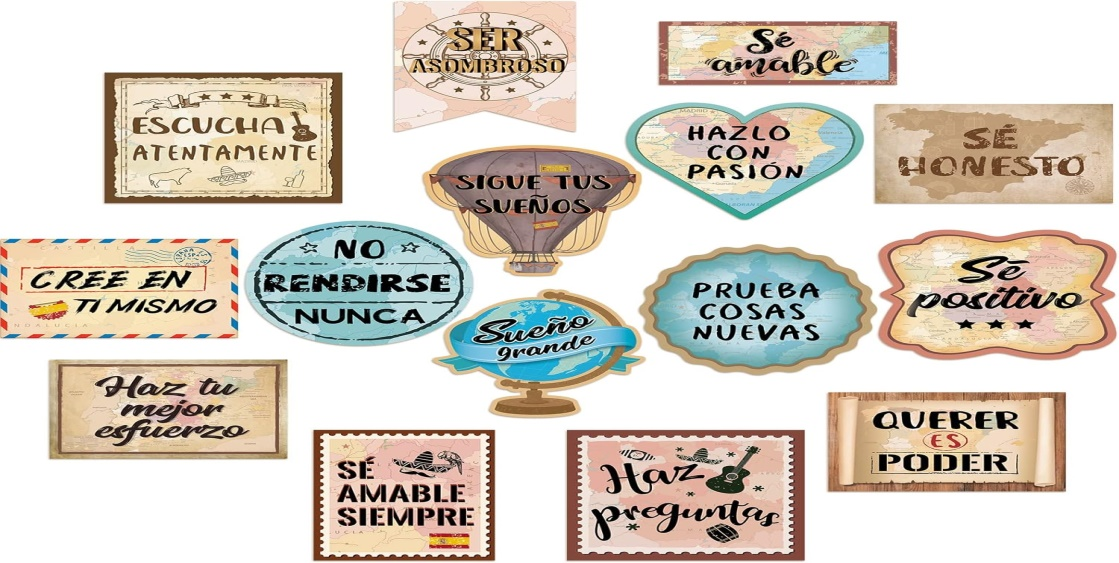 SER
ASOMBROSO
Sé
amable
ESCUCHA
ATENTAMENTE
HAZLO
CON
PASIÓN
SÉ
HONESTO
SIGUE TUS
SUEÑOS
CREE EN
TI MISMO
NO
RENDIRSE
NUNCA
PRUEBA
COSAS
NUEVAS
Sé
positivo
Sueño
grande
Haz tu
mejor
esfuerzo
QUERER
ES
PODER
SÉ
AMABLE
SIEMPRE
Haz
preguntas